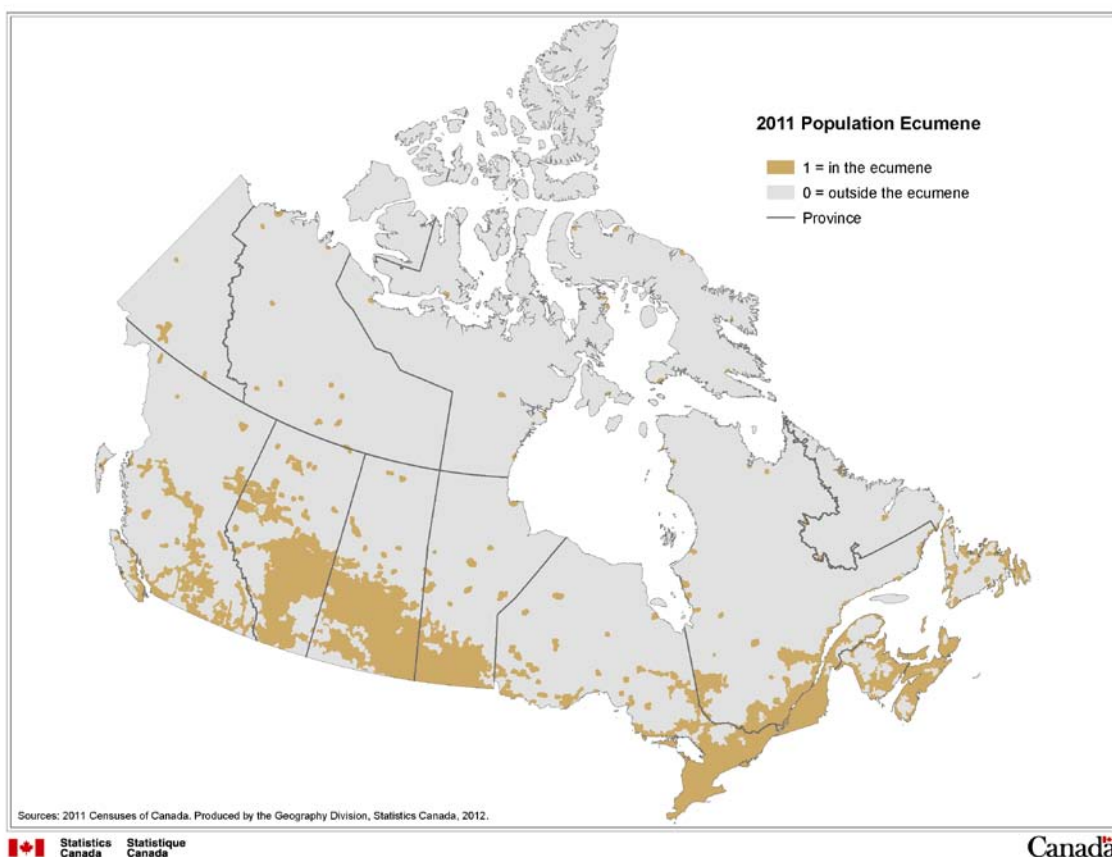 2011 Population Ecumene
1 = in the ecumene
0 = outside the ecumene
Province
Sources: 2011 Censuses of Canada. Produced by the Geography Division, Statistics Canada, 2012.
Statistics Statistique
Canada Canada
Canada